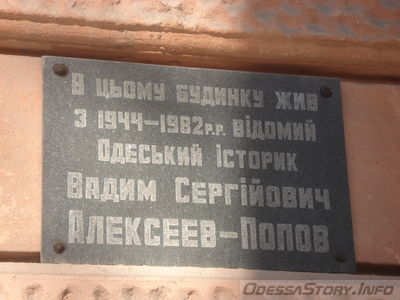 В цьому будинку жив
з 1944–1982 р.р. відомий
Одеський історик
Вадим Сергійович
Алексеев–Попов
OdessaStory.Info